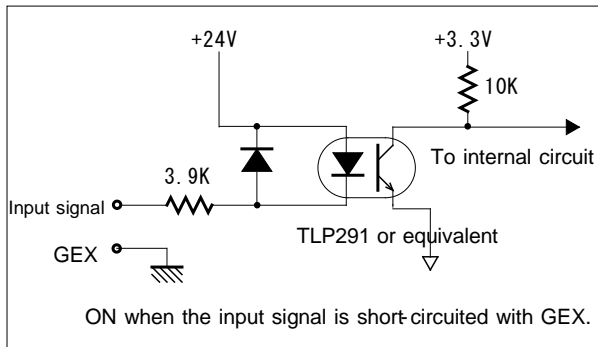 +24V
+3.3V
10K
To internal circuit
3.9K
Input signal
TLP291 or equivalent
GEX
ON when the input signal is short-circuited with GEX.